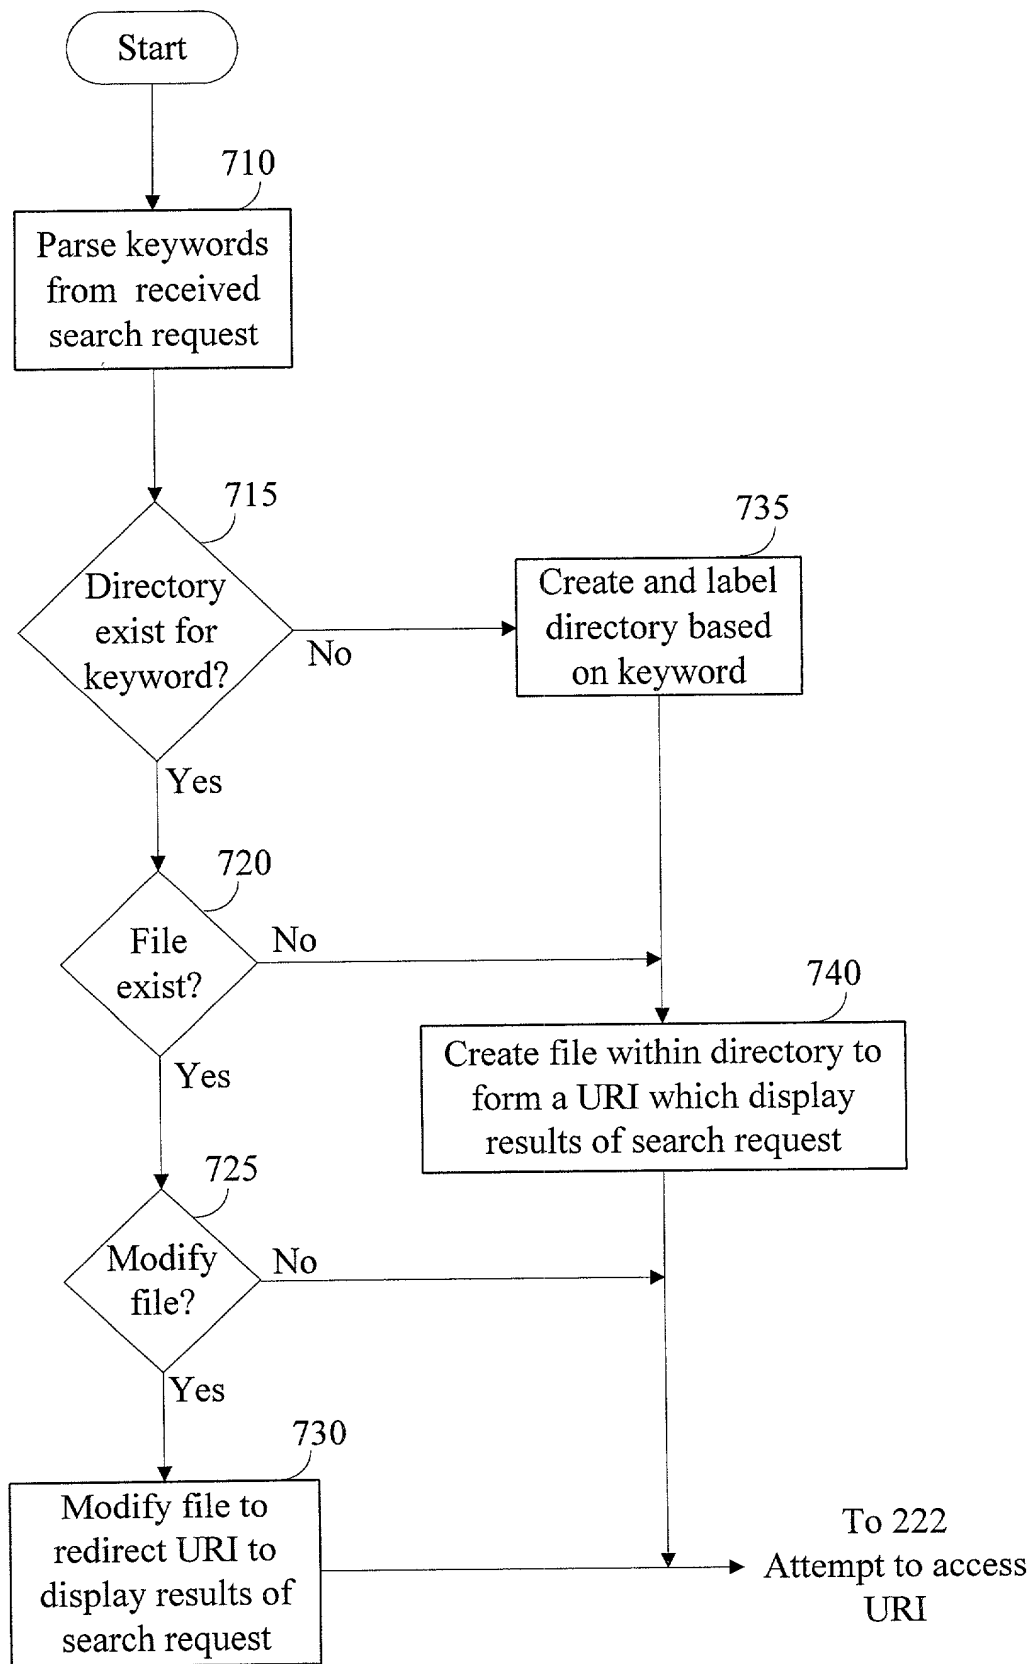 Start
710
Parse keywords
from received
search request
715
Directory
exist for
keyword?
No
735
Create and label
directory based
on keyword
Yes
720
File
exist?
No
740
Create file within directory to
form a URI which display
results of search request
Yes
725
Modify
file?
No
Yes
730
Modify file to
redirect URI to
display results of
search request
To 222
Attempt to access
URI